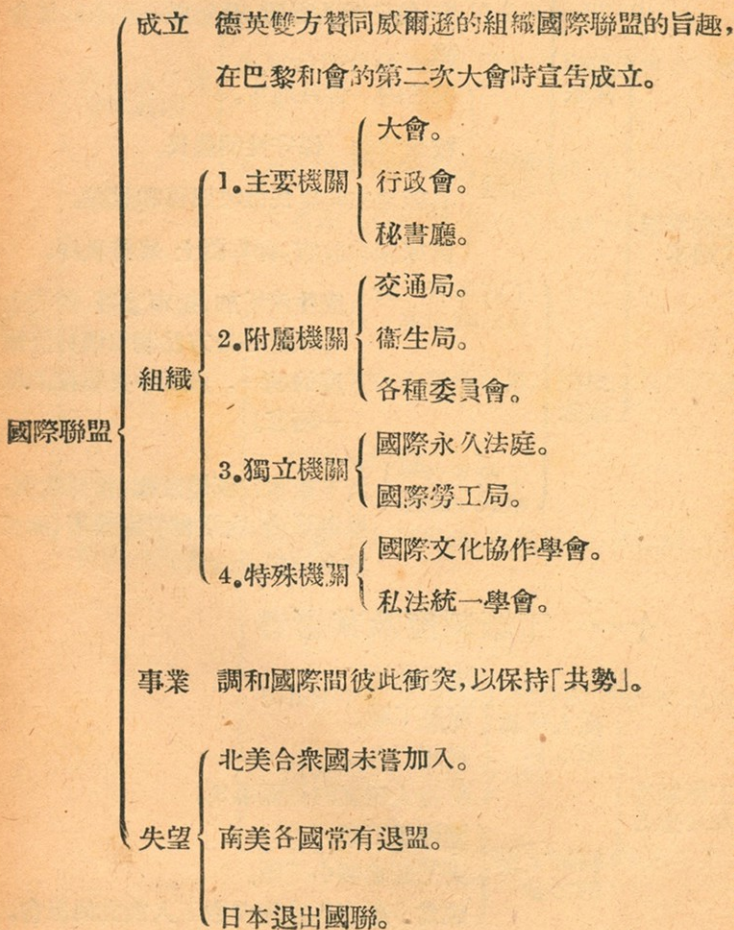 成立 德英雙方贊同威爾遜的組織國際聯盟的旨趣，
在巴黎和會的第二次大會時宣告成立。
大會。
1.主要機關
行政會。
秘書廳。
交通局。
2.附屬機關
衞生局。
組織
各種委員會。
國際聯盟
國際永久法庭。
3.獨立機關
國際勞工局。
國際文化協作學會。
4.特殊機關
私法統一學會。
事業 調和國際間彼此衝突，以保持「共勢」。
北美合衆國未嘗加入。
失望 南美各國常有退盟。
日本退出國聯。